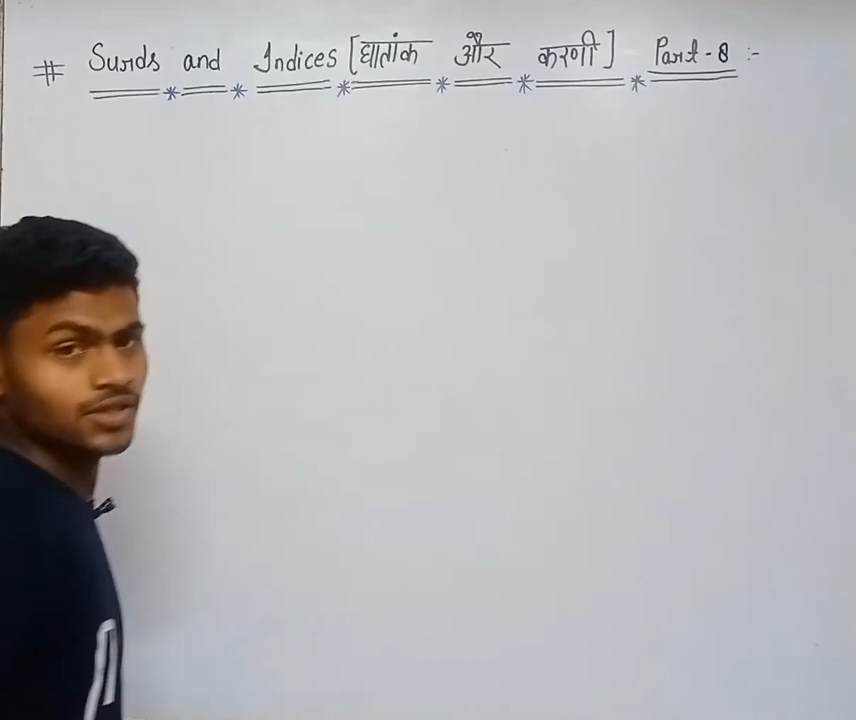 # Surds and Indices [घातांक और करणी] Part-8 :-